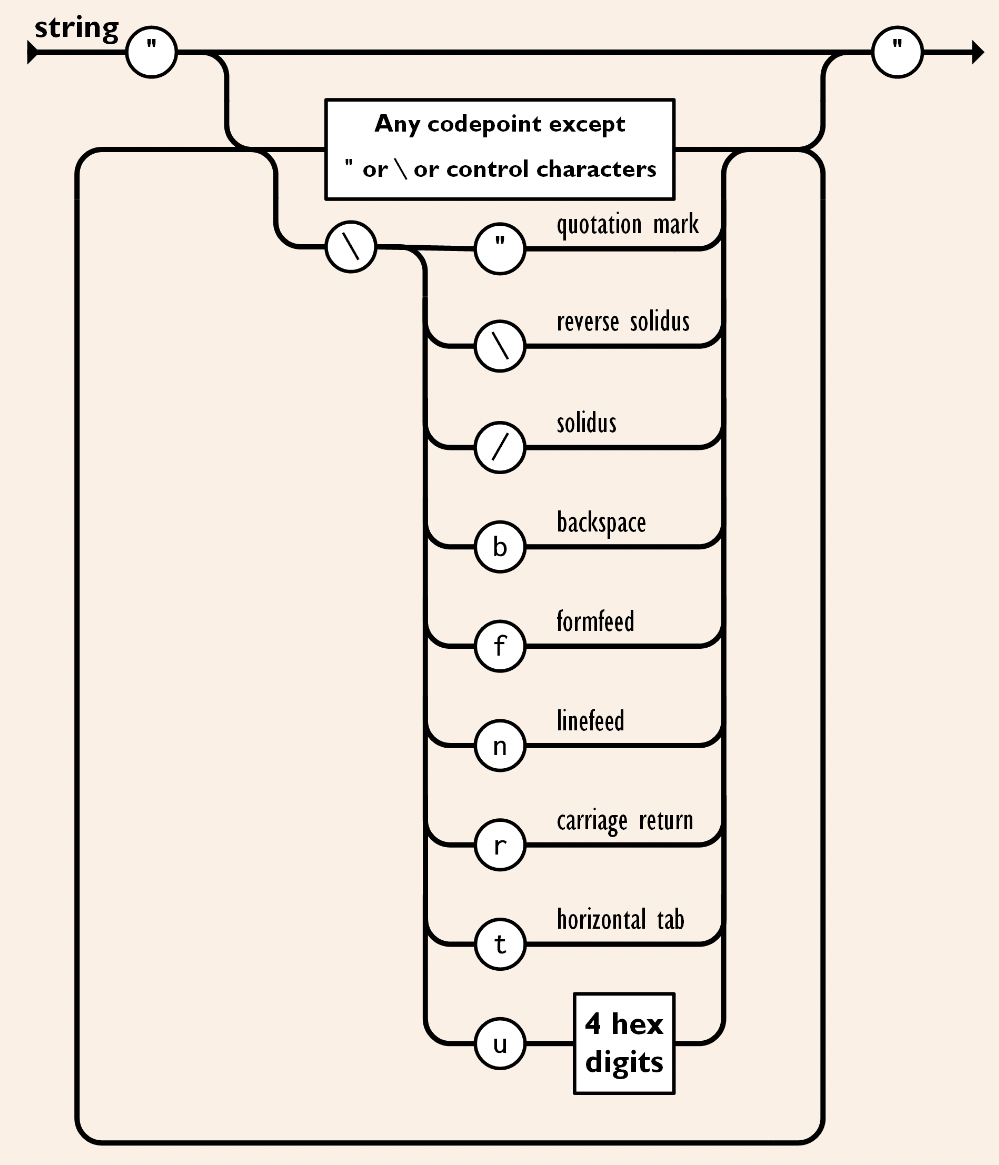 string
" "
Any codepoint except
" or \ or control characters
\ " quotation mark
\ reverse solidus
/ solidus
b backspace
f formfeed
n linefeed
r carriage return
t horizontal tab
u 4 hex
digits